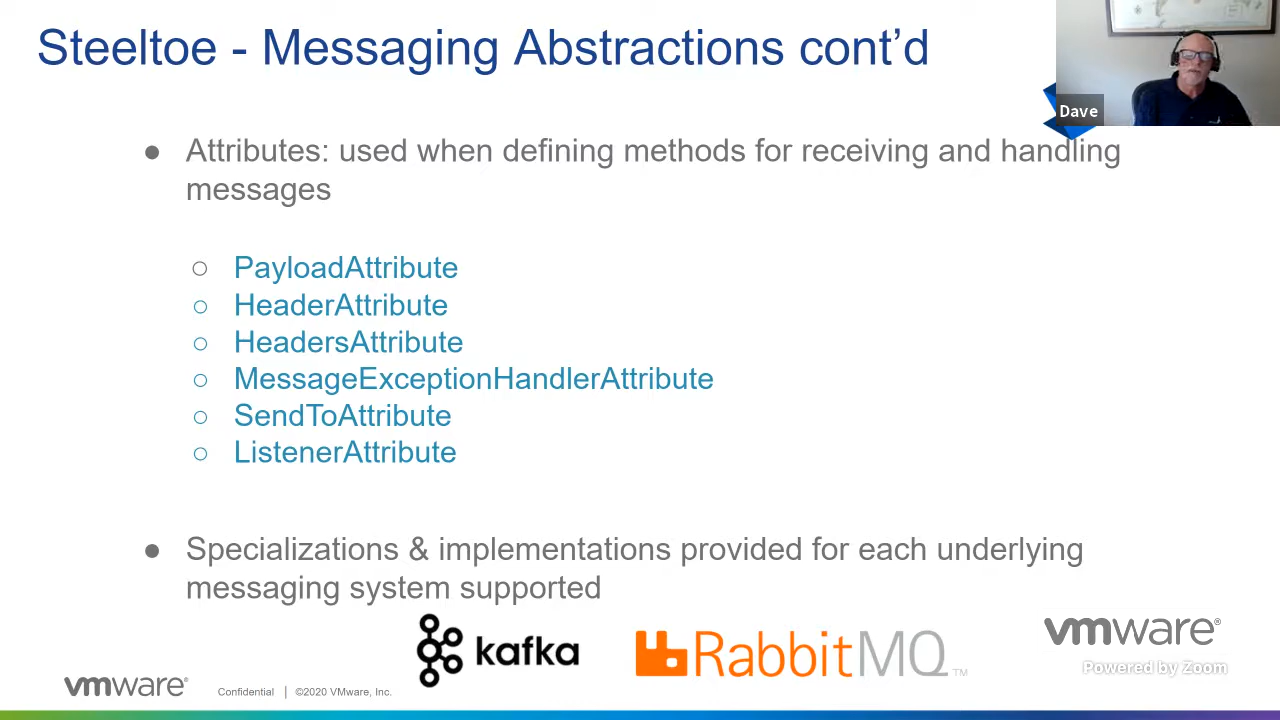 Steeltoe - Messaging Abstractions cont’d
Dave
● Attributes: used when defining methods for receiving and handling
messages
○ PayloadAttribute
○ HeaderAttribute
○ HeadersAttribute
○ MessageExceptionHandlerAttribute
○ SendToAttribute
○ ListenerAttribute
● Specializations & implementations provided for each underlying
messaging system supported
kafka
RabbitMQ™
vmware®
Powered by Zoom
vmware®
Confidential | ©2020 VMware, Inc.